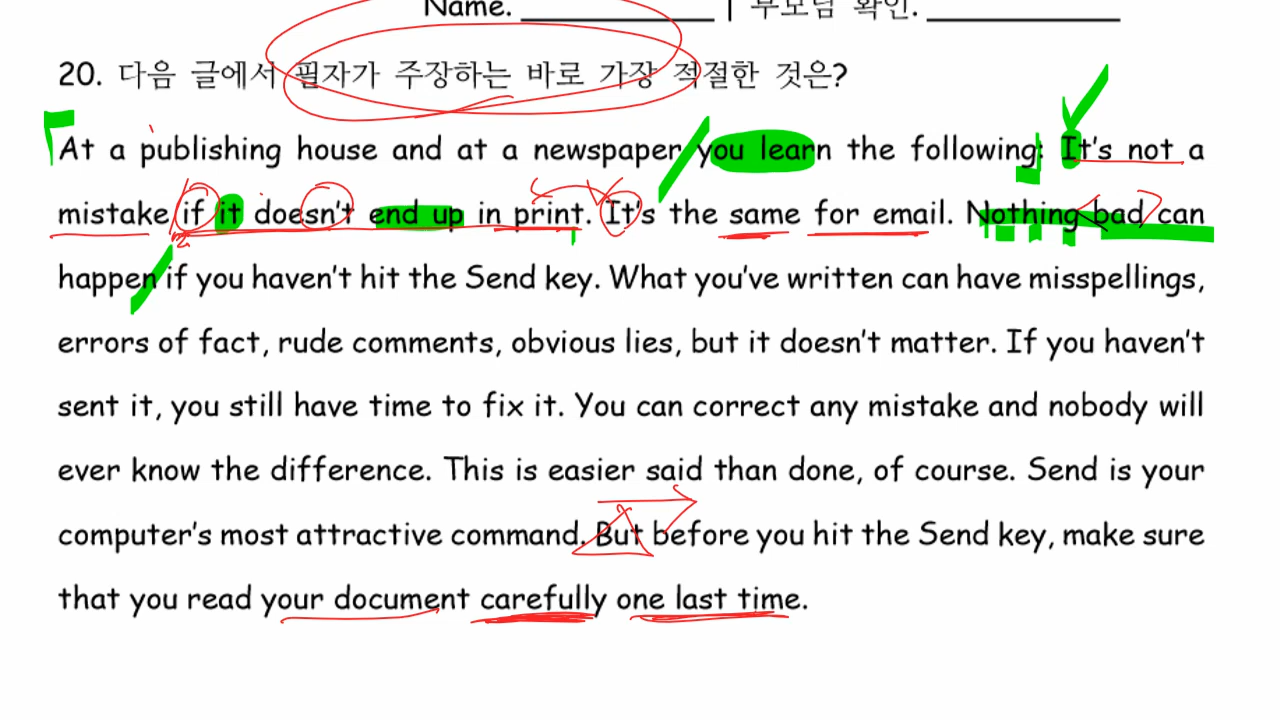 Name. ____________ | 부모님 확인. ____________
20. 다음 글에서 필자가 주장하는 바로 가장 적절한 것은?
At a publishing house and at a newspaper you learn the following: It's not a
mistake if it doesn't end up in print. It's the same for email. Nothing bad can
happen if you haven't hit the Send key. What you've written can have misspellings,
errors of fact, rude comments, obvious lies, but it doesn't matter. If you haven't
sent it, you still have time to fix it. You can correct any mistake and nobody will
ever know the difference. This is easier said than done, of course. Send is your
computer's most attractive command. But before you hit the Send key, make sure
that you read your document carefully one last time.